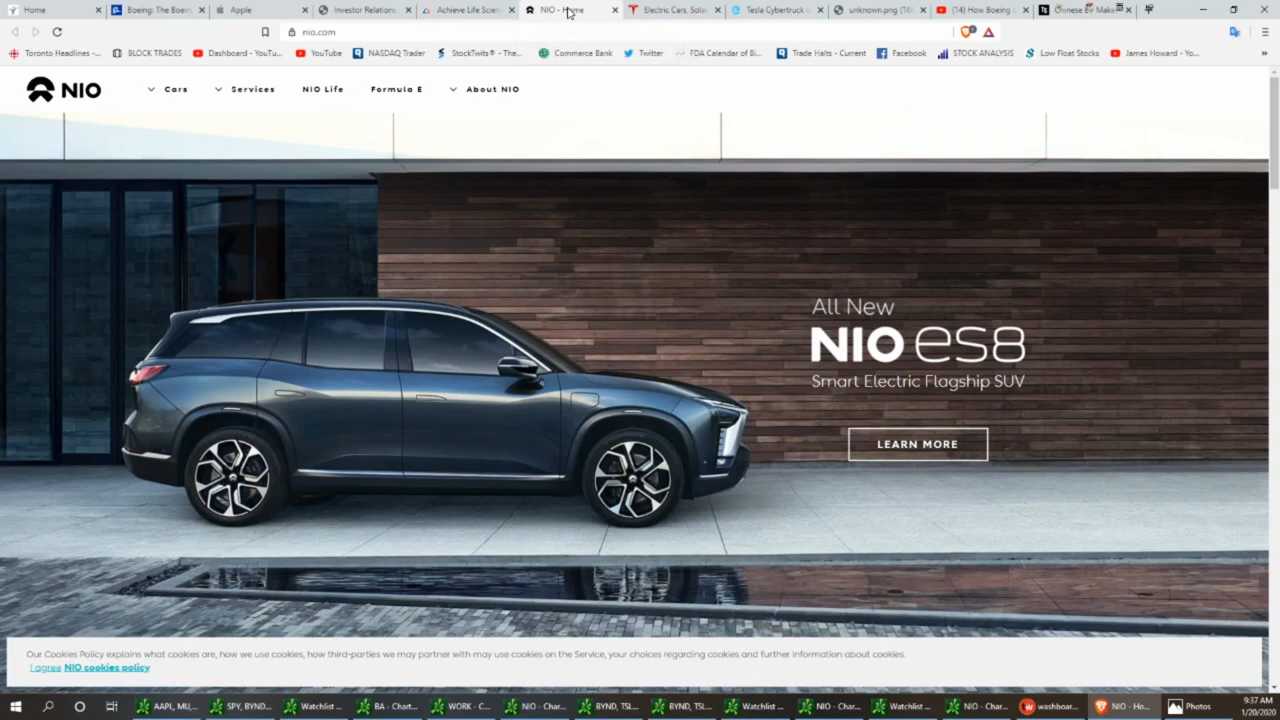 Home
Boeing: The Boein
Apple
Investor Relations
Achieve Life Scien
NIO - Home
Electric Cars, Sola
Tesla Cybertruck i
unknown.png (16
(14) How Boeing
Chinese EV Make
nio.com
Toronto Headlines -...
BLOCK TRADES
Dashboard - YouTu...
YouTube
NASDAQ Trader
StockTwits® - The...
Commerce Bank
Twitter
FDA Calendar of Bi...
Trade Halts - Current
Facebook
STOCK ANALYSIS
Low Float Stocks
James Howard - Yo...
NIO
Cars
Services
NIO Life
Formula E
About NIO
All New
NIO es8
Smart Electric Flagship SUV
LEARN MORE
Our Cookies Policy explains what cookies are, how we use cookies, how third-parties we may partner with may use cookies on the Service, your choices regarding cookies and further information about cookies.
I agree NIO cookies policy
AAPL, MU,...
SPY, BYND...
Watchlist ...
BA - Chart...
WORK - C...
NIO - Char...
BYND, TSL...
BYND, TSL...
Watchlist ...
NIO - Char...
Watchlist ...
NIO - Char...
washboar...
NIO - Ho...
Photos
9:37 AM
1/20/2020